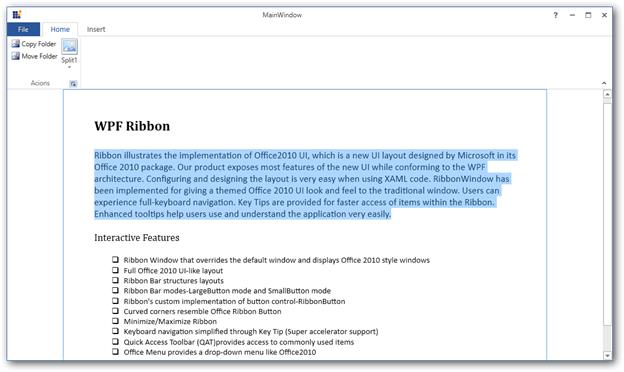 MainWindow
File Home Insert
Copy Folder
Move Folder
Split1
Acions
WPF Ribbon
Ribbon illustrates the implementation of Office2010 UI, which is a new UI layout designed by Microsoft in its
Office 2010 package. Our product exposes most features of the new UI while conforming to the WPF
architecture. Configuring and designing the layout is very easy when using XAML code. RibbonWindow has
been implemented for giving a themed Office 2010 UI look and feel to the traditional window. Users can
experience full-keyboard navigation. Key Tips are provided for faster access of items within the Ribbon.
Enhanced tooltips help users use and understand the application very easily.
Interactive Features
Ribbon Window that overrides the default window and displays Office 2010 style windows
Full Office 2010 UI-like layout
Ribbon Bar structures layouts
Ribbon Bar modes-LargeButton mode and SmallButton mode
Ribbon's custom implementation of button control-RibbonButton
Curved corners resemble Office Ribbon Button
Minimize/Maximize Ribbon
Keyboard navigation simplified through Key Tip (Super accelerator support)
Quick Access Toolbar (QAT)provides access to commonly used items
Office Menu provides a drop-down menu like Office2010